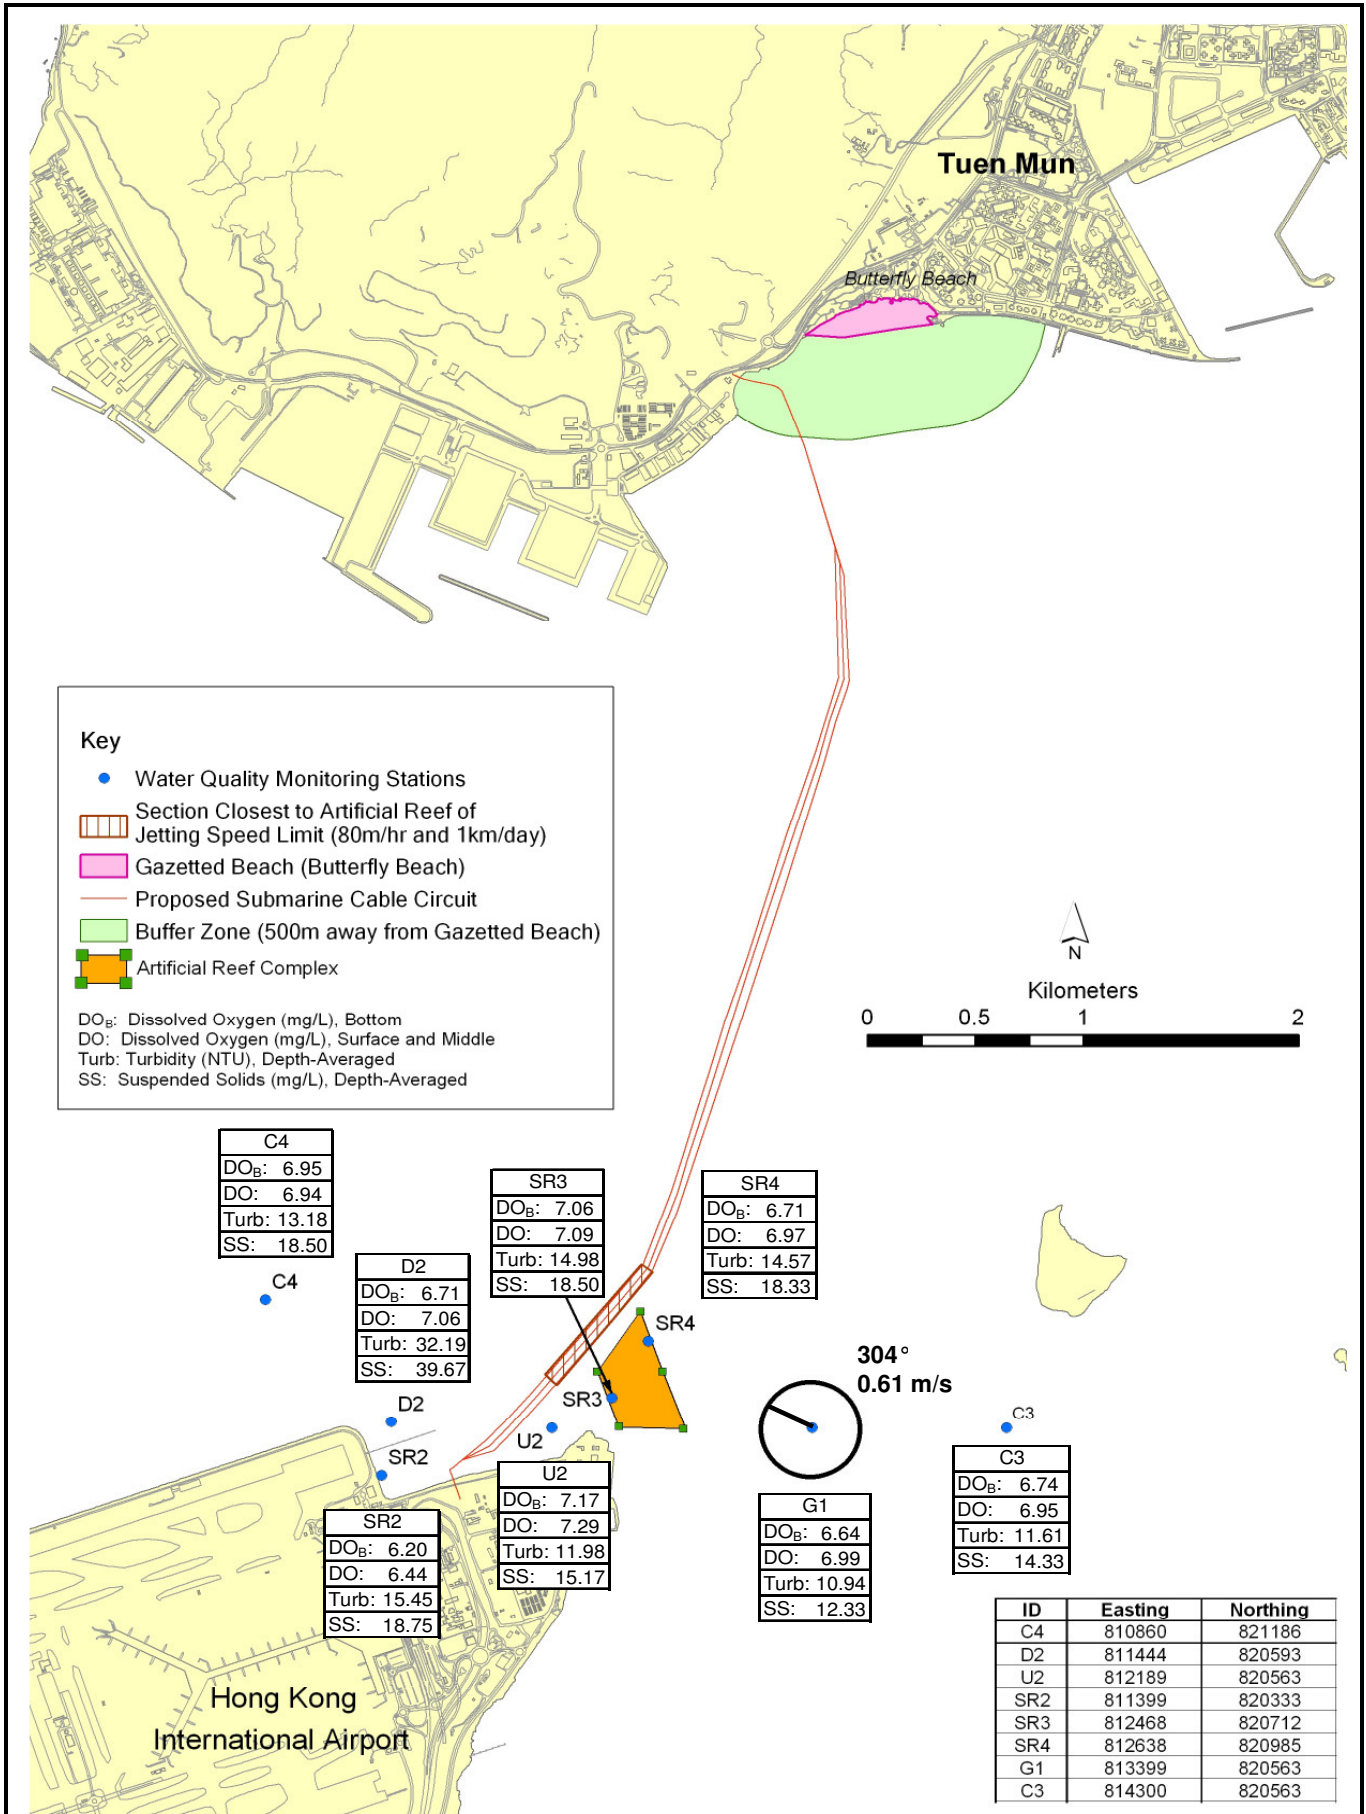 Tuen Mun
Butterfly Beach
Key
Water Quality Monitoring Stations
Section Closest to Artificial Reef of
Jetting Speed Limit (80m/hr and 1km/day)
Gazetted Beach (Butterfly Beach)
Proposed Submarine Cable Circuit
Buffer Zone (500m away from Gazetted Beach)
Artificial Reef Complex
DOB: Dissolved Oxygen (mg/L), Bottom
DO: Dissolved Oxygen (mg/L), Surface and Middle
Turb: Turbidity (NTU), Depth-Averaged
SS: Suspended Solids (mg/L), Depth-Averaged
N
Kilometers
0 0.5 1 2
C4
DOB: 6.95
DO: 6.94
Turb: 13.18
SS: 18.50
C4
D2
DOB: 6.71
DO: 7.06
Turb: 32.19
SS: 39.67
D2
SR3
DOB: 7.06
DO: 7.09
Turb: 14.98
SS: 18.50
SR3
SR4
DOB: 6.71
DO: 6.97
Turb: 14.57
SS: 18.33
SR4
304°
0.61 m/s
C3
C3
DOB: 6.74
DO: 6.95
Turb: 11.61
SS: 14.33
U2
U2
DOB: 7.17
DO: 7.29
Turb: 11.98
SS: 15.17
SR2
SR2
DOB: 6.20
DO: 6.44
Turb: 15.45
SS: 18.75
G1
DOB: 6.64
DO: 6.99
Turb: 10.94
SS: 12.33
Hong Kong
International Airport
ID Easting Northing
C4 810860 821186
D2 811444 820593
U2 812189 820563
SR2 811399 820333
SR3 812468 820712
SR4 812638 820985
G1 813399 820563
C3 814300 820563